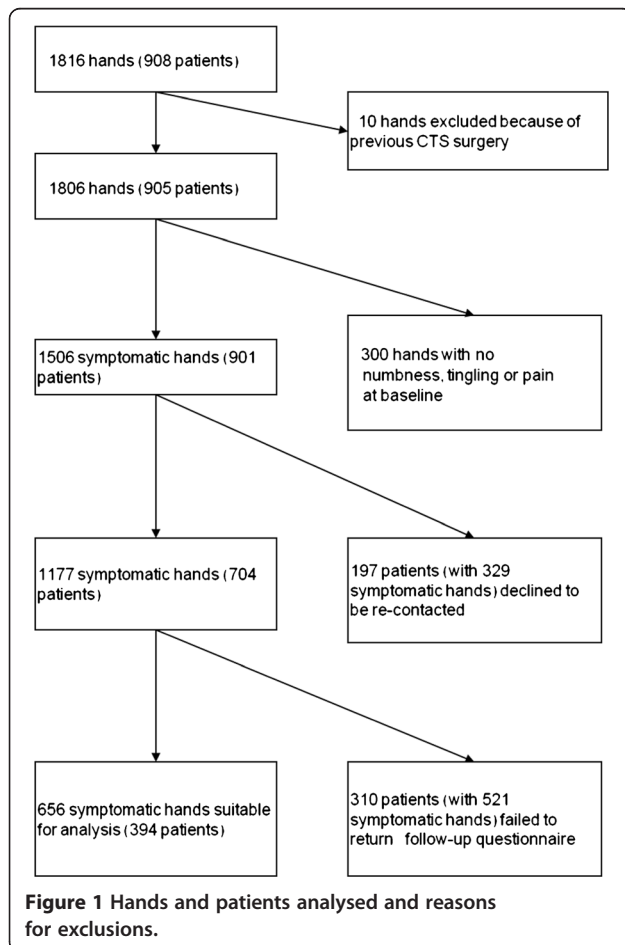 1816 hands (908 patients)
10 hands excluded because of
previous CTS surgery
1806 hands (905 patients)
1506 symptomatic hands (901
patients)
300 hands with no
numbness, tingling or pain
at baseline
1177 symptomatic hands (704
patients)
197 patients (with 329
symptomatic hands) declined to
be re-contacted
656 symptomatic hands suitable
for analysis (394 patients)
310 patients (with 521
symptomatic hands) failed to
return follow-up questionnaire
Figure 1 Hands and patients analysed and reasons
for exclusions.